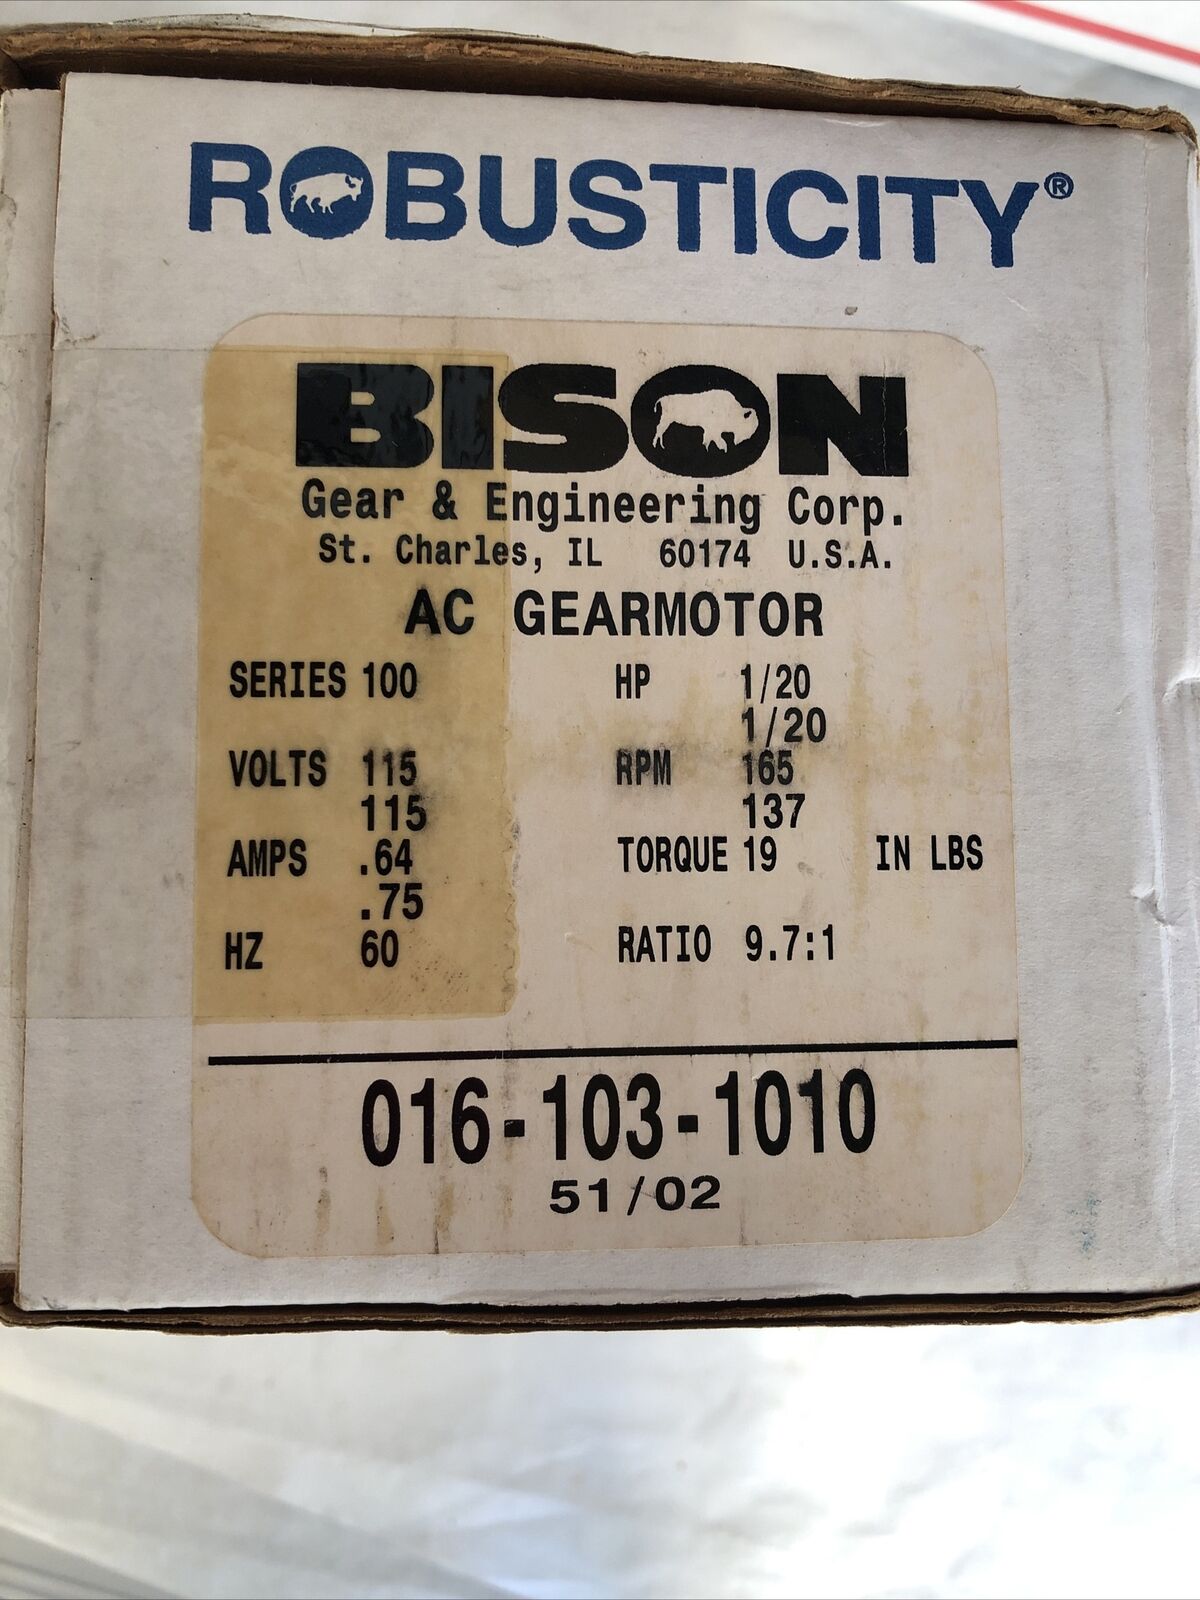 ROBUSTICITY®
BISON
Gear & Engineering Corp.
St. Charles, IL 60174 U.S.A.
AC GEARMOTOR
SERIES 100 HP 1/20
1/20
VOLTS 115 RPM 165
115 137
AMPS .64 TORQUE 19 IN LBS
.75
HZ 60 RATIO 9.7:1
016-103-1010
51/02